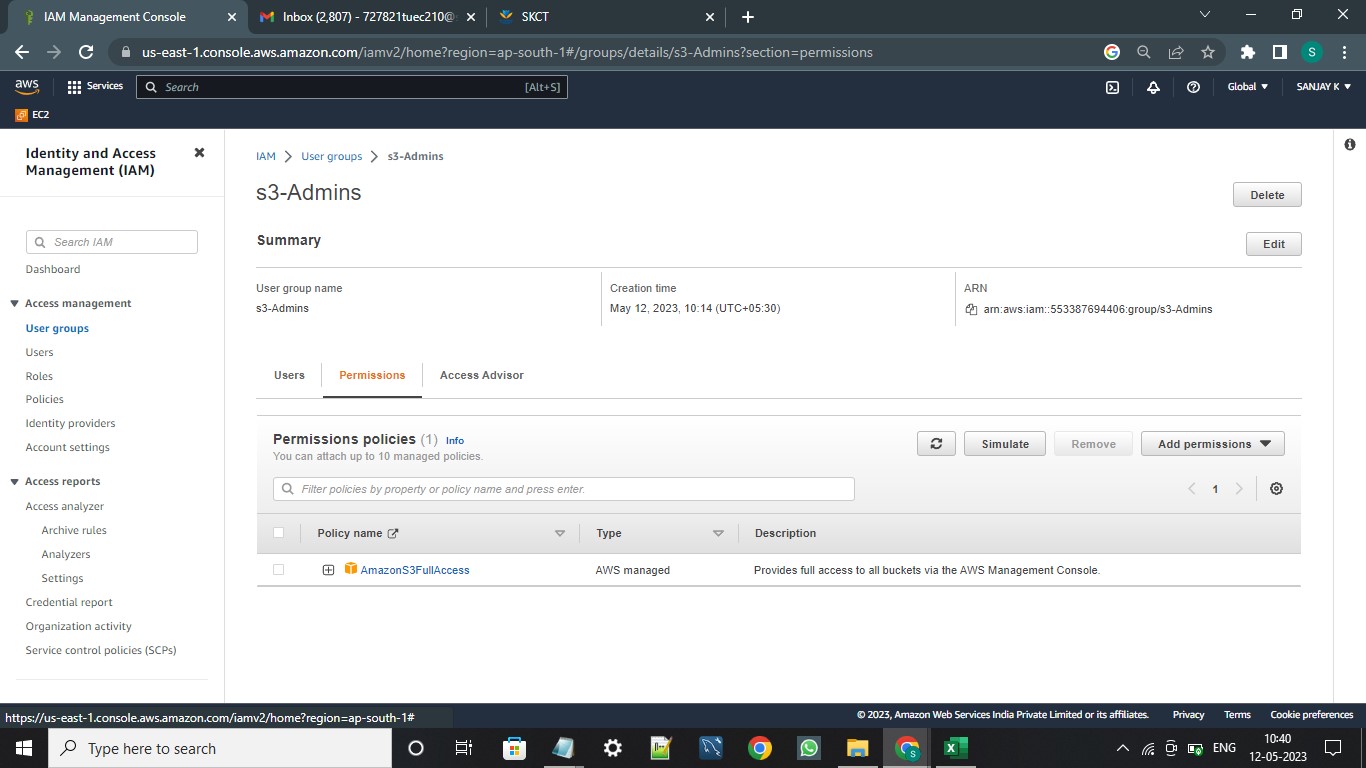 IAM Management Console
Inbox (2,807) - 727821tuec210@s
SKCT
us-east-1.console.aws.amazon.com/iamv2/home?region=ap-south-1#/groups/details/s3-Admins?section=permissions
S
aws
Services
Search
[Alt+S]
Global
SANJAY K
EC2
Identity and Access
Management (IAM)
Search IAM
Dashboard
Access management
User groups
Users
Roles
Policies
Identity providers
Account settings
Access reports
Access analyzer
Archive rules
Analyzers
Settings
Credential report
Organization activity
Service control policies (SCPs)
IAM > User groups > s3-Admins
s3-Admins
Delete
Summary
Edit
User group name
s3-Admins
Creation time
May 12, 2023, 10:14 (UTC+05:30)
ARN
arn:aws:iam::553387694406:group/s3-Admins
Users
Permissions
Access Advisor
Permissions policies (1) Info
You can attach up to 10 managed policies.
Simulate
Remove
Add permissions
Filter policies by property or policy name and press enter.
1
Policy name
Type
Description
AmazonS3FullAccess
AWS managed
Provides full access to all buckets via the AWS Management Console.
https://us-east-1.console.aws.amazon.com/iamv2/home?region=ap-south-1#
© 2023, Amazon Web Services India Private Limited or its affiliates.
Privacy
Terms
Cookie preferences
Type here to search
ENG
10:40
12-05-2023